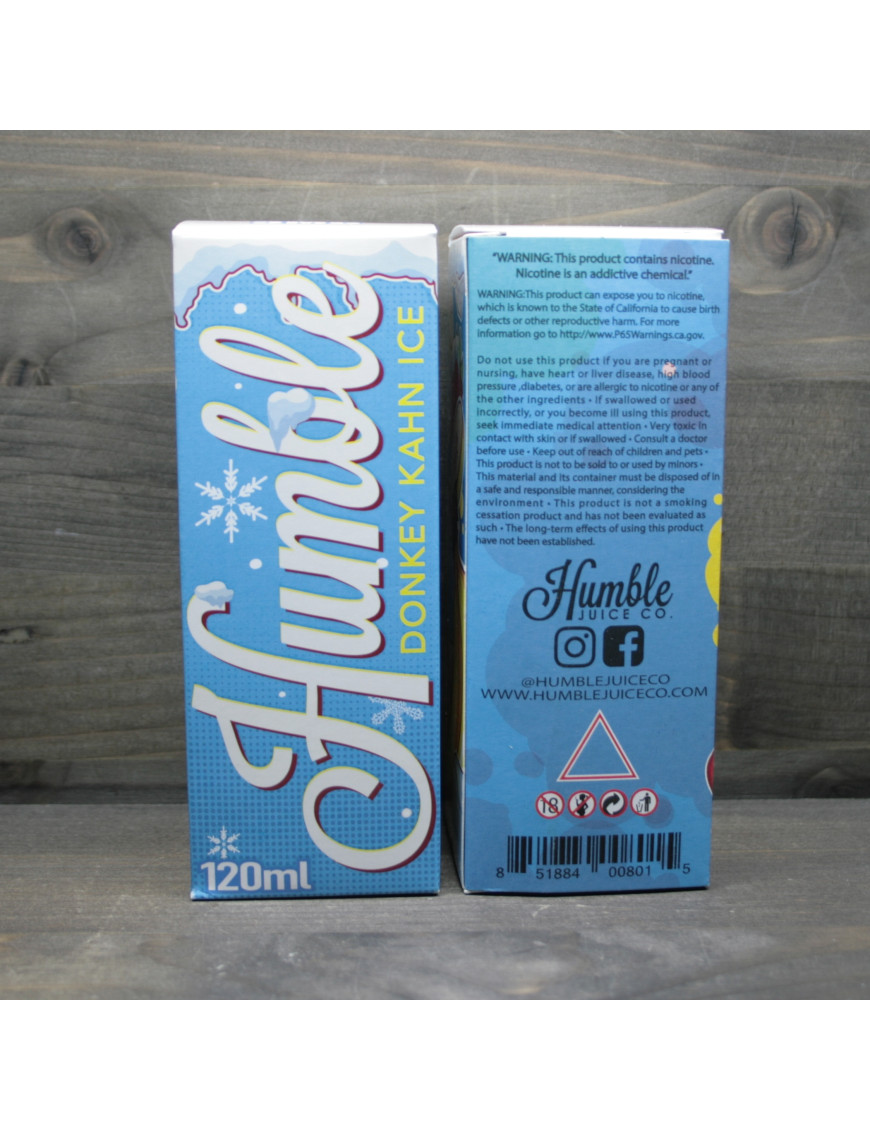 Humble
DONKEY KAHN ICE
120ml
"WARNING: This product contains nicotine.
Nicotine is an addictive chemical."
WARNING:This product can expose you to nicotine,
which is known to the State of California to cause birth
defects or other reproductive harm. For more
information go to http://www.P65Warnings.ca.gov.
Do not use this product if you are pregnant or
nursing, have heart or liver disease, high blood
pressure ,diabetes, or are allergic to nicotine or any of
the other ingredients • If swallowed or used
incorrectly, or you become ill using this product,
seek immediate medical attention • Very toxic in
contact with skin or if swallowed • Consult a doctor
before use • Keep out of reach of children and pets •
This product is not to be sold to or used by minors •
This material and its container must be disposed of in
a safe and responsible manner, considering the
environment • This product is not a smoking
cessation product and has not been evaluated as
such • The long-term effects of using this product
have not been established.
Humble
JUICE CO.
@HUMBLEJUICECO
WWW.HUMBLEJUICECO.COM
18
8 51884 00801 5